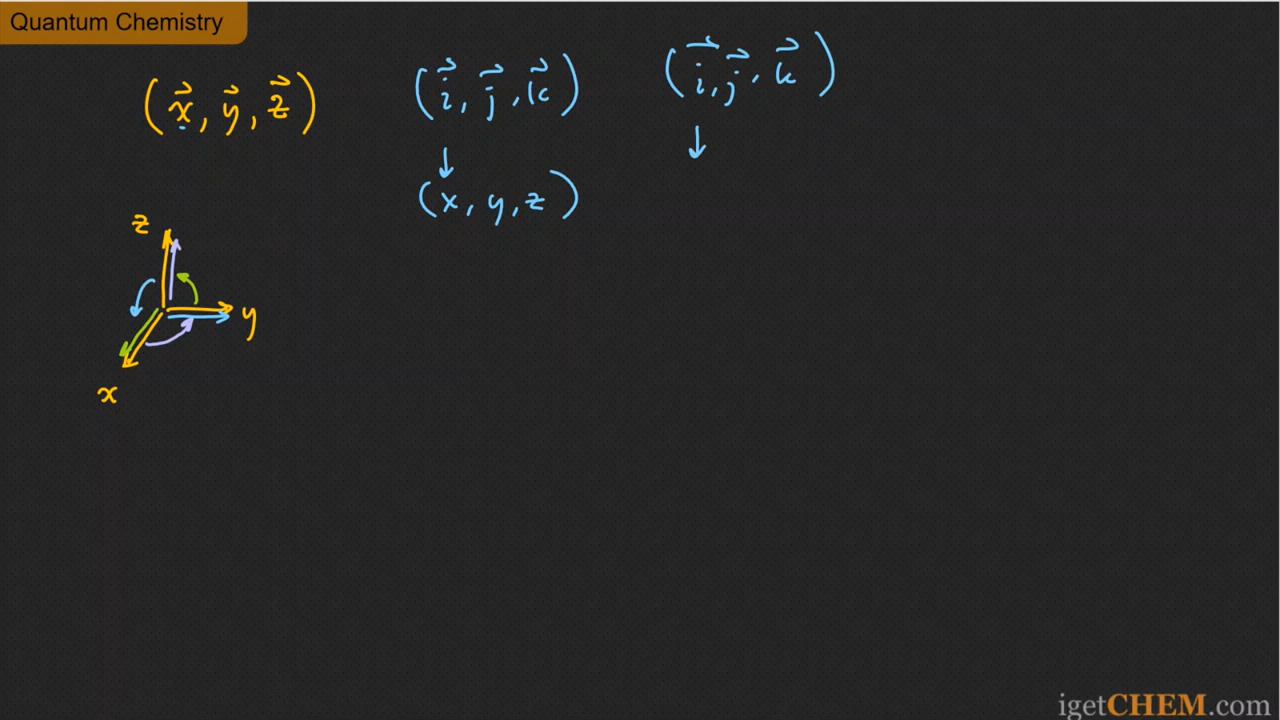 Quantum Chemistry
(x⃗, y⃗, z⃗)
(i⃗, j⃗, k⃗)
(i⃗, j⃗, k⃗)
↓
↓
(x, y, z)
z
y
x
igetCHEM.com